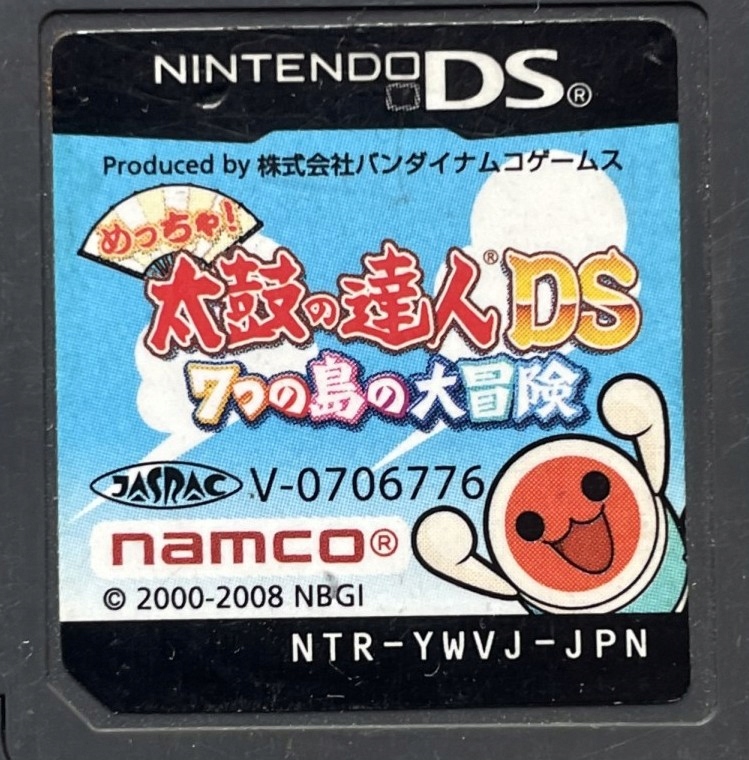 NINTENDO DS®
Produced by 株式会社バンダイナムコゲームス
めっちゃ!
太鼓の達人®DS
7つの島の大冒険
JASRAC V-0706776
namco®
© 2000-2008 NBGI
NTR-YWVJ-JPN